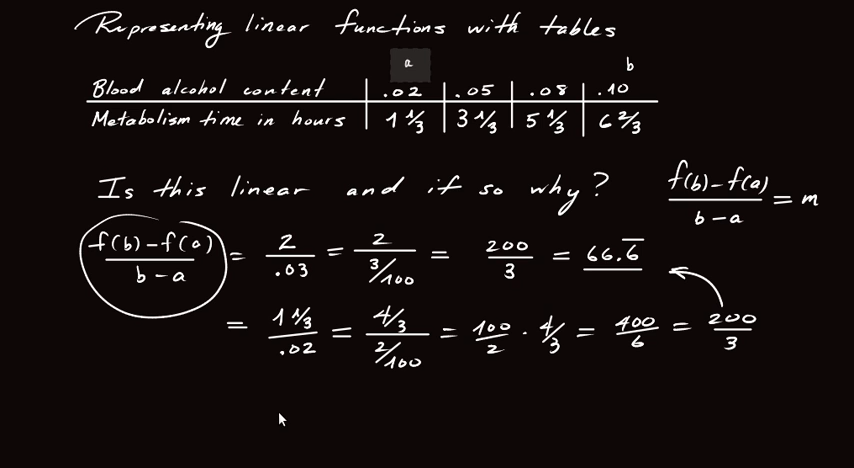 Representing linear functions with tables
a b
Blood alcohol content .02 .05 .08 .10
Metabolism time in hours 1 1/3 3 1/3 5 1/3 6 2/3
Is this linear and if so why? f(b)-f(a)/b-a = m
f(b)-f(a)/b-a = 2/.03 = 2/3/100 = 200/3 = 66.6̅
= 1 1/3/.02 = 4/3/2/100 = 100/2 · 4/3 = 400/6 = 200/3